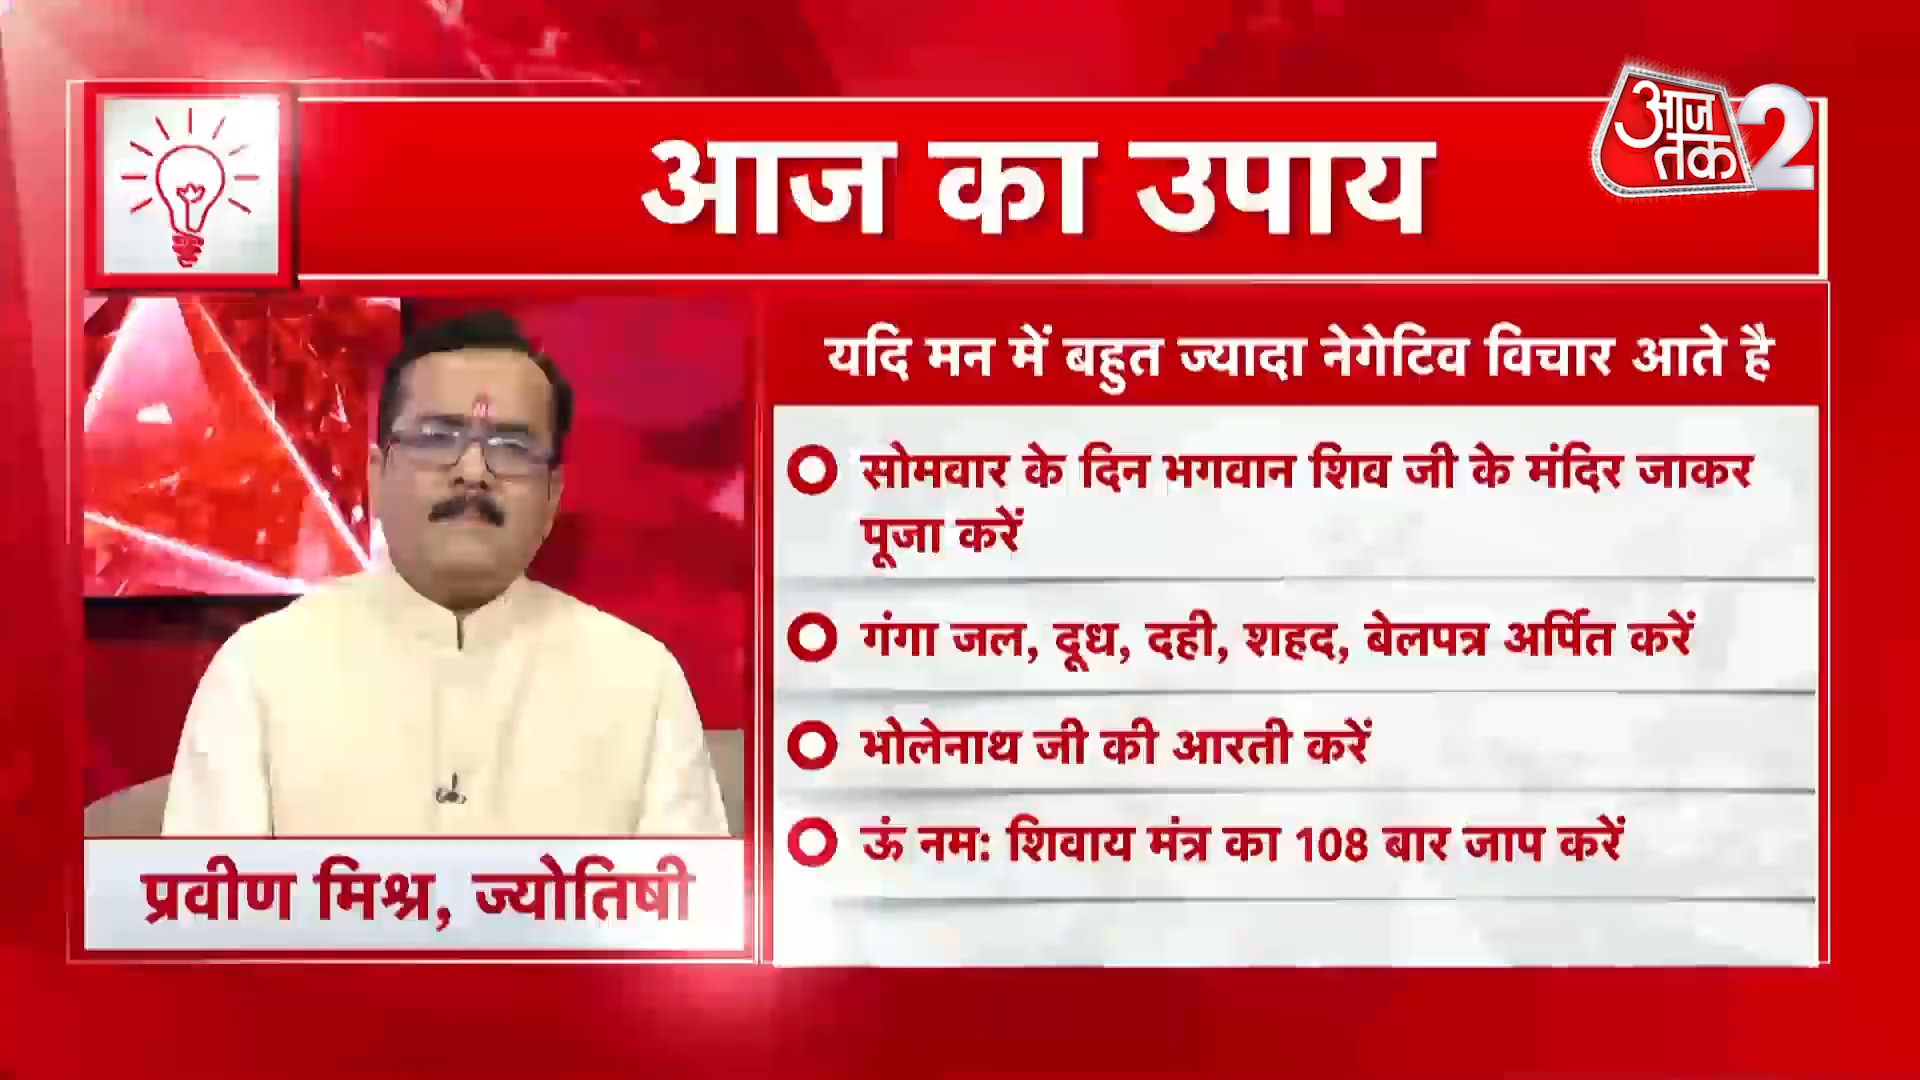 आज का उपाय
आज
तक 2
यदि मन में बहुत ज्यादा नेगेटिव विचार आते है
सोमवार के दिन भगवान शिव जी के मंदिर जाकर
पूजा करें
गंगा जल, दूध, दही, शहद, बेलपत्र अर्पित करें
भोलेनाथ जी की आरती करें
ऊं नम: शिवाय मंत्र का 108 बार जाप करें
प्रवीण मिश्र, ज्योतिषी